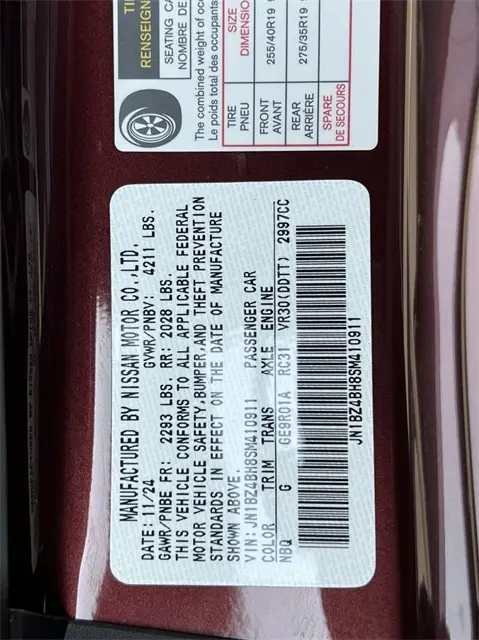 MANUFACTURED BY NISSAN MOTOR CO.,LTD.
DATE: 11/24 GVWR/PNBV: 4211 LBS.
GAWR/PNBE FR: 2293 LBS. RR: 2028 LBS.
THIS VEHICLE CONFORMS TO ALL APPLICABLE FEDERAL
MOTOR VEHICLE SAFETY,BUMPER,AND THEFT PREVENTION
STANDARDS IN EFFECT ON THE DATE OF MANUFACTURE
SHOWN ABOVE.
VIN:JN1BZ4BH8SM410911 PASSENGER CAR
COLOR TRIM TRANS AXLE ENGINE
NBQ G GE9R01A RC31 VR30(DDTT) 2997CC
JN1BZ4BH8SM410911
RENSEIGN
SEATING CA
NOMBRE DE
The combined weight of occ
Le poids total des occupants
TIRE SIZE
PNEU DIMENSIO
FRONT 255/40R19
AVANT
REAR 275/35R19
ARRIÈRE
SPARE
DE SECOURS